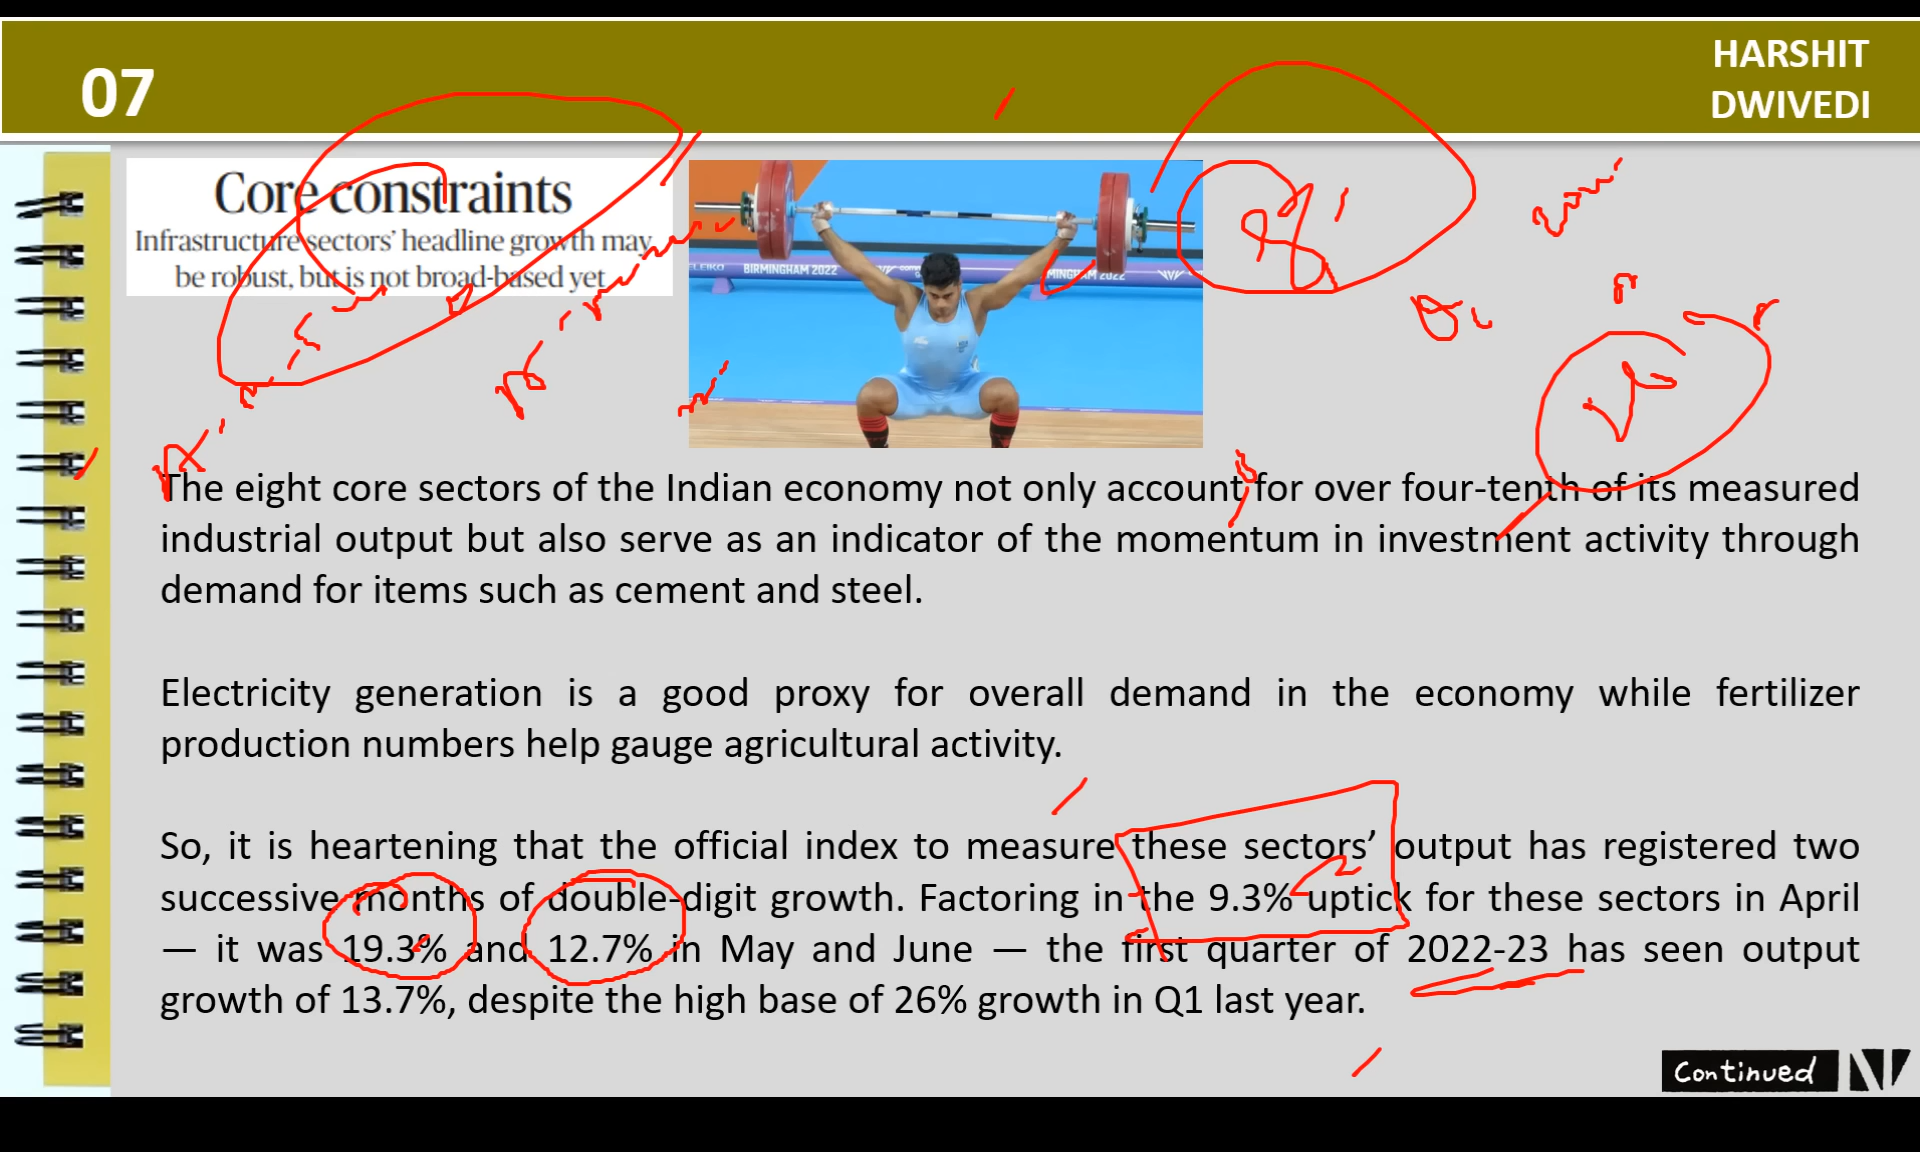 07
HARSHIT
DWIVEDI
Core constraints
Infrastructure sectors' headline growth may
be robust, but is not broad-based yet
BIRMINGHAM 2022
MINGHAM 2022
The eight core sectors of the Indian economy not only account for over four-tenth of its measured
industrial output but also serve as an indicator of the momentum in investment activity through
demand for items such as cement and steel.
Electricity generation is a good proxy for overall demand in the economy while fertilizer
production numbers help gauge agricultural activity.
So, it is heartening that the official index to measure these sectors' output has registered two
successive months of double-digit growth. Factoring in the 9.3% uptick for these sectors in April
— it was 19.3% and 12.7% in May and June — the first quarter of 2022-23 has seen output
growth of 13.7%, despite the high base of 26% growth in Q1 last year.
Continued